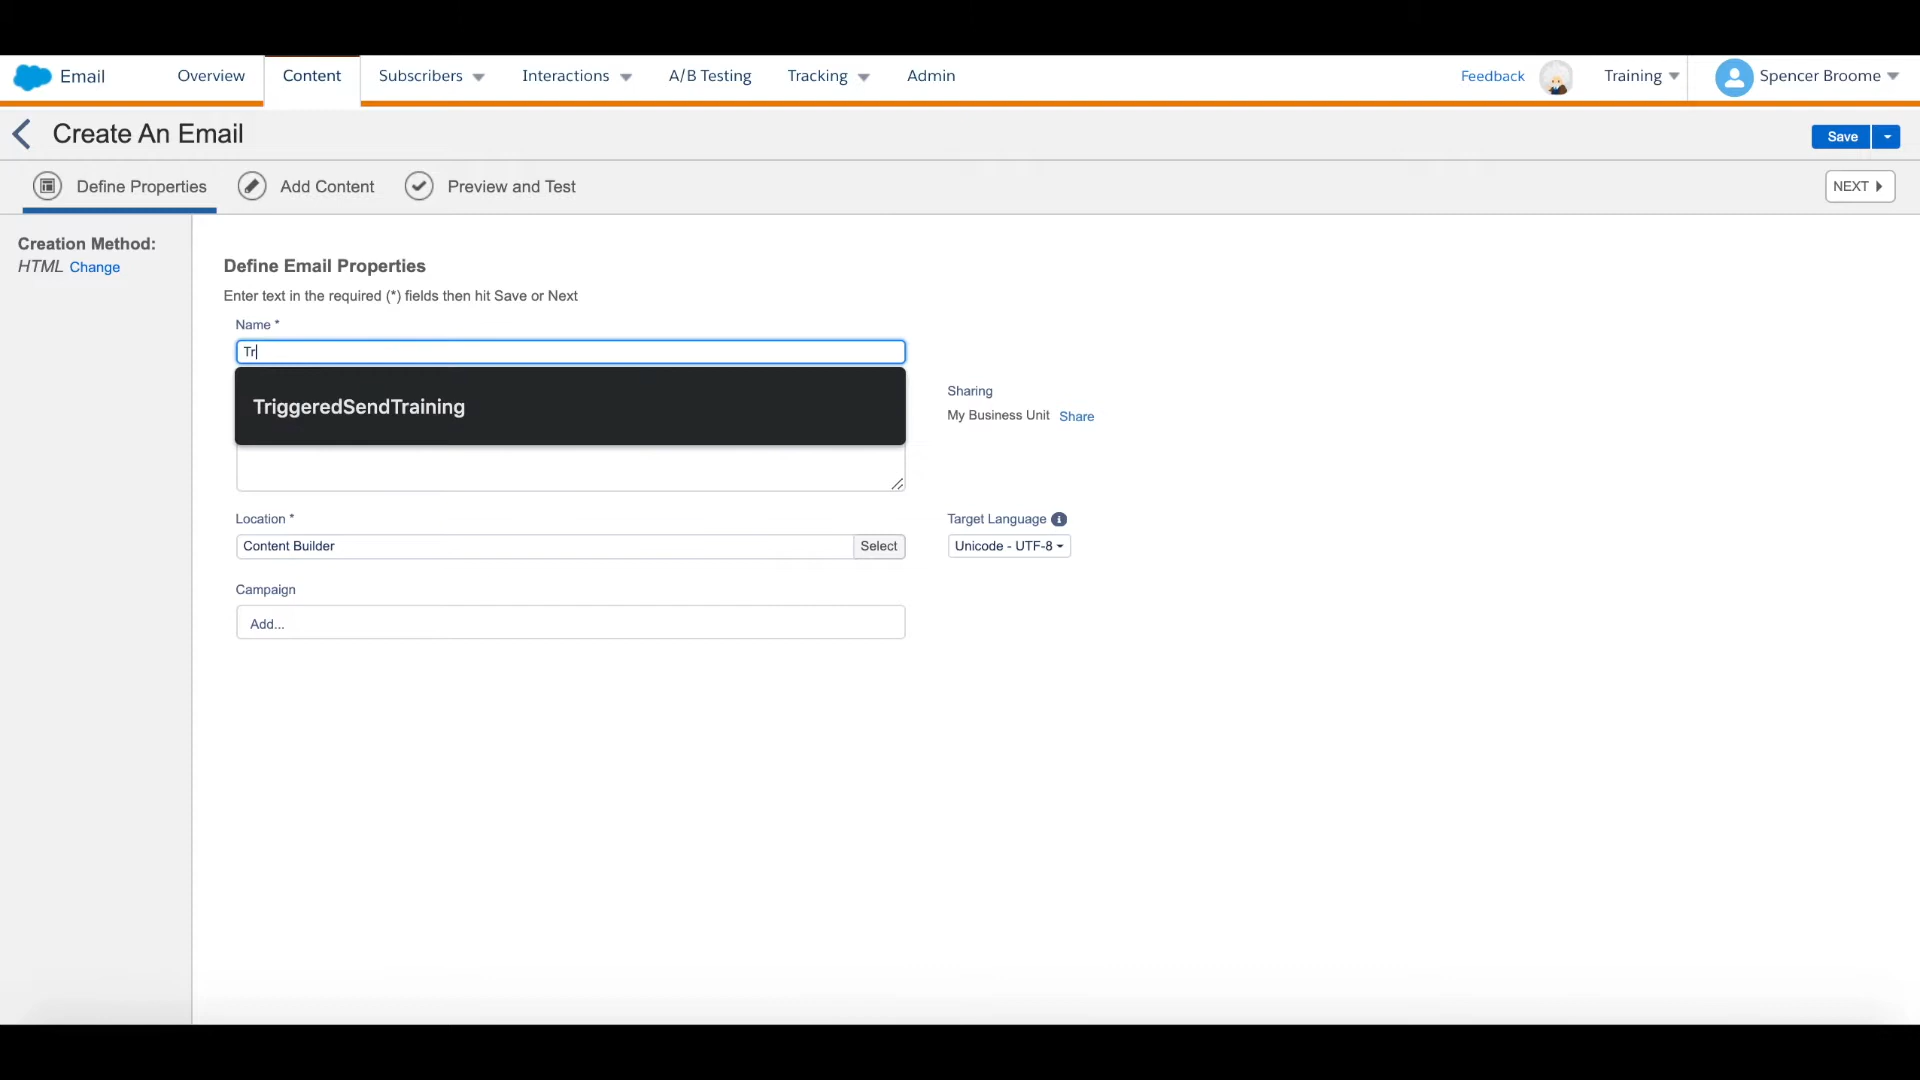 Email
Overview
Content
Subscribers
Interactions
A/B Testing
Tracking
Admin
Feedback
Training
Spencer Broome
Create An Email
Save
Define Properties
Add Content
Preview and Test
NEXT
Creation Method:
HTML Change
Define Email Properties
Enter text in the required (*) fields then hit Save or Next
Name *
Tr
TriggeredSendTraining
Sharing
My Business Unit Share
Location *
Content Builder
Select
Target Language
Unicode - UTF-8
Campaign
Add...